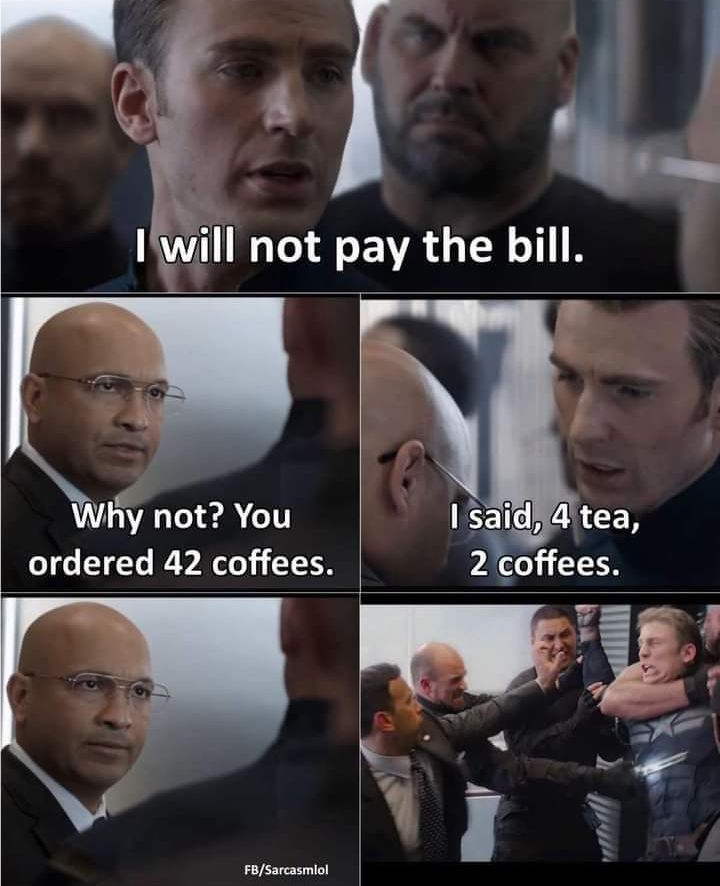 I will not pay the bill.
Why not? You
ordered 42 coffees.
I said, 4 tea,
2 coffees.
FB/Sarcasmlol